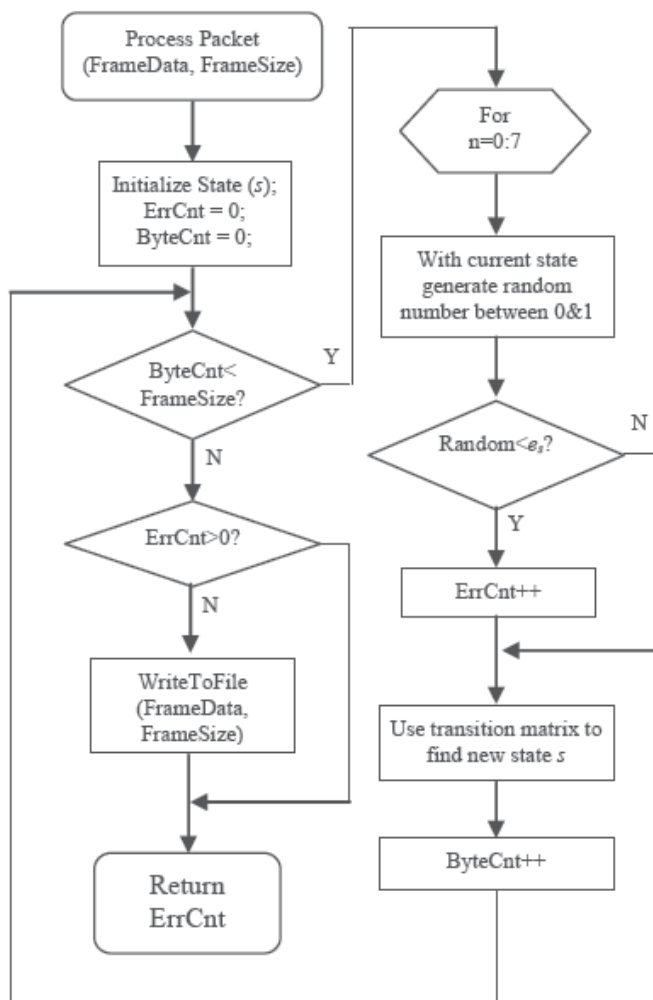 Process Packet
(FrameData, FrameSize)
Initialize State (s);
ErrCnt = 0;
ByteCnt = 0;
ByteCnt<
FrameSize?
Y
N
ErrCnt>0?
N
WriteToFile
(FrameData,
FrameSize)
Return
ErrCnt
For
n=0:7
With current state
generate random
number between 0&1
Random<eₛ?
N
Y
ErrCnt++
Use transition matrix to
find new state s
ByteCnt++